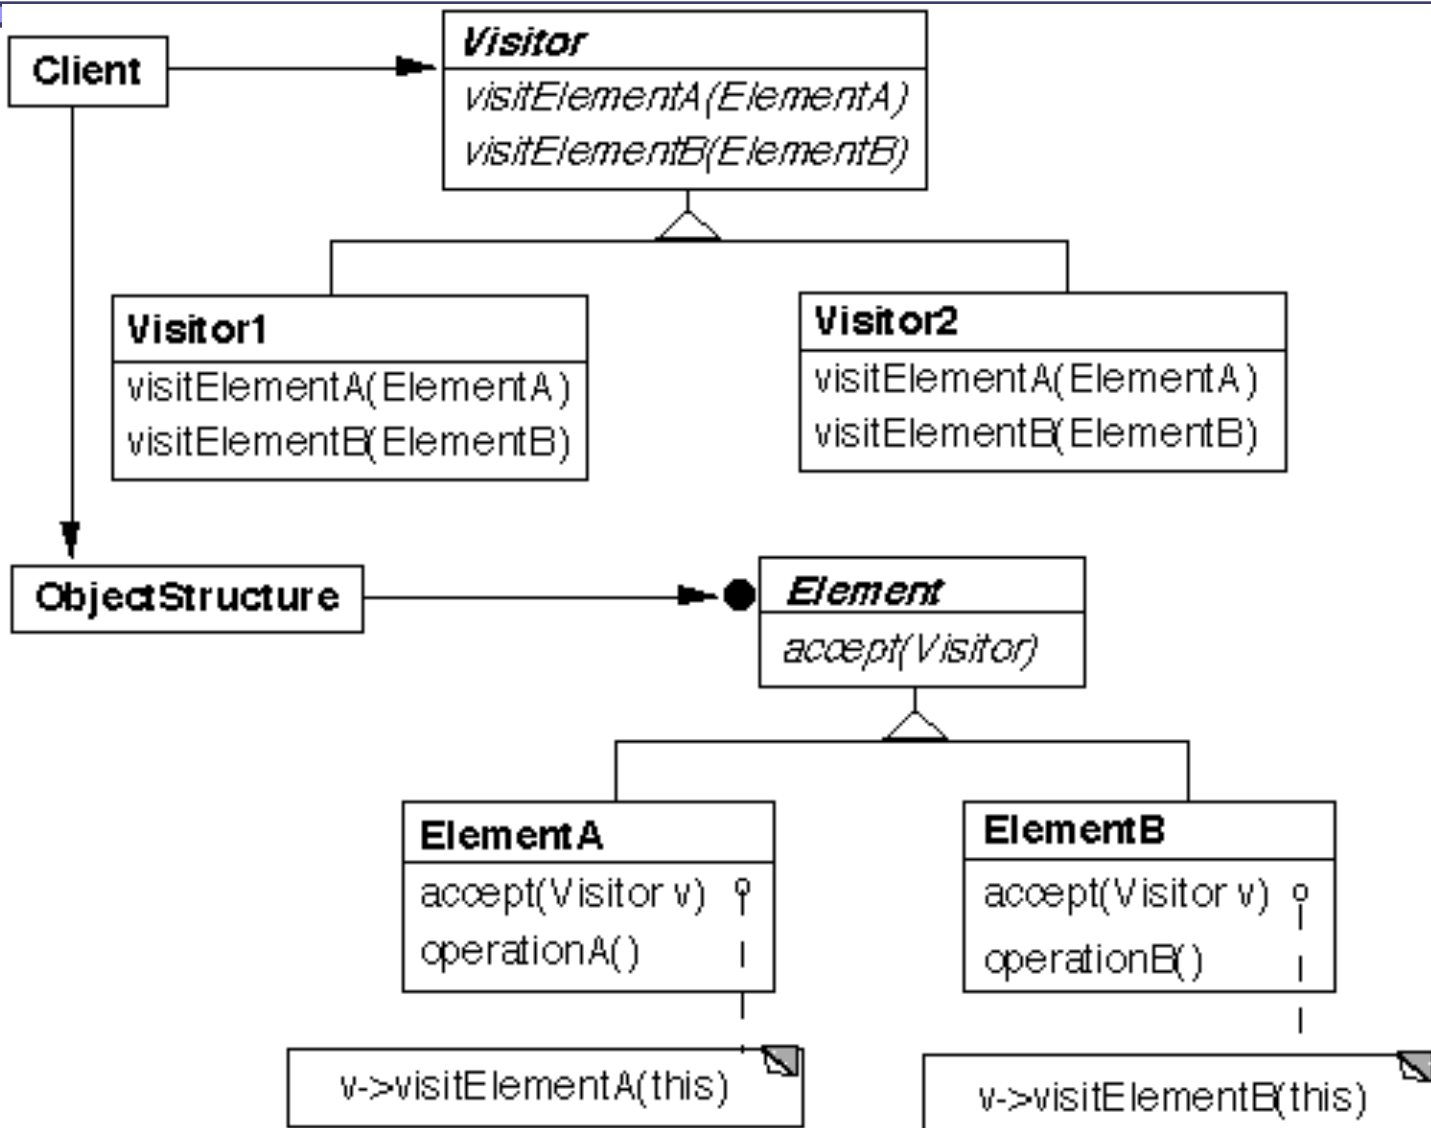 Client
Visitor
visitElementA(ElementA)
visitElementB(ElementB)
Visitor1
visitElementA(ElementA)
visitElementB(ElementB)
Visitor2
visitElementA(ElementA)
visitElementB(ElementB)
ObjectStructure
Element
accept(Visitor)
ElementA
accept(Visitor v)
operationA()
ElementB
accept(Visitor v)
operationB()
v->visitElementA(this)
v->visitElementB(this)